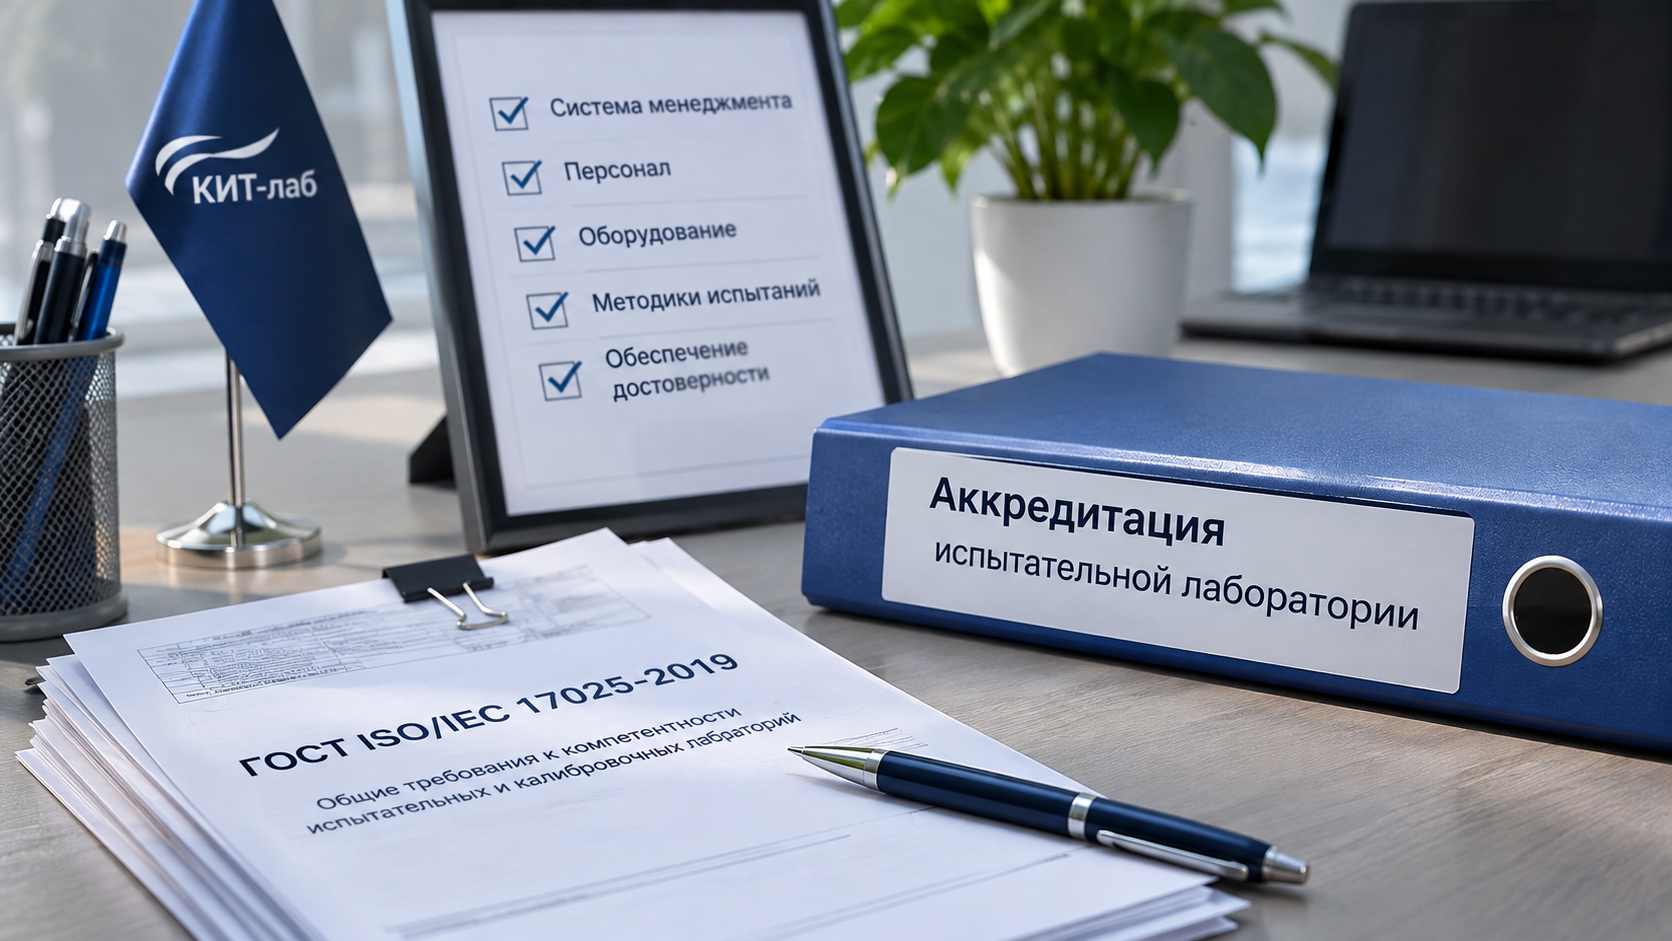 КИТ-лаб
Система менеджмента
Персонал
Оборудование
Методики испытаний
Обеспечение
достоверности
Аккредитация
испытательной лаборатории
ГОСТ ISO/IEC 17025-2019
Общие требования к компетентности
испытательных и калибровочных лабраторий